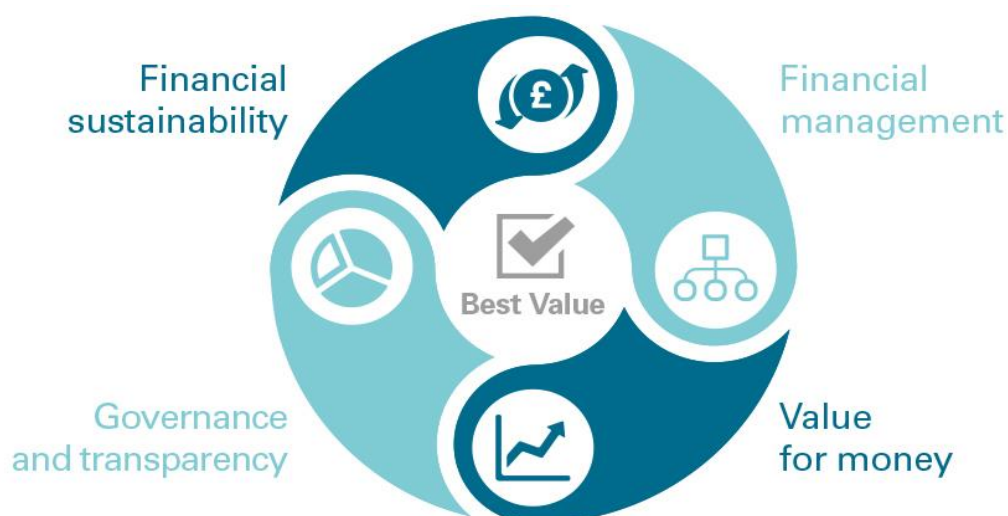 Financial
sustainability
Financial
management
£
Best Value
Governance
and transparency
Value
for money